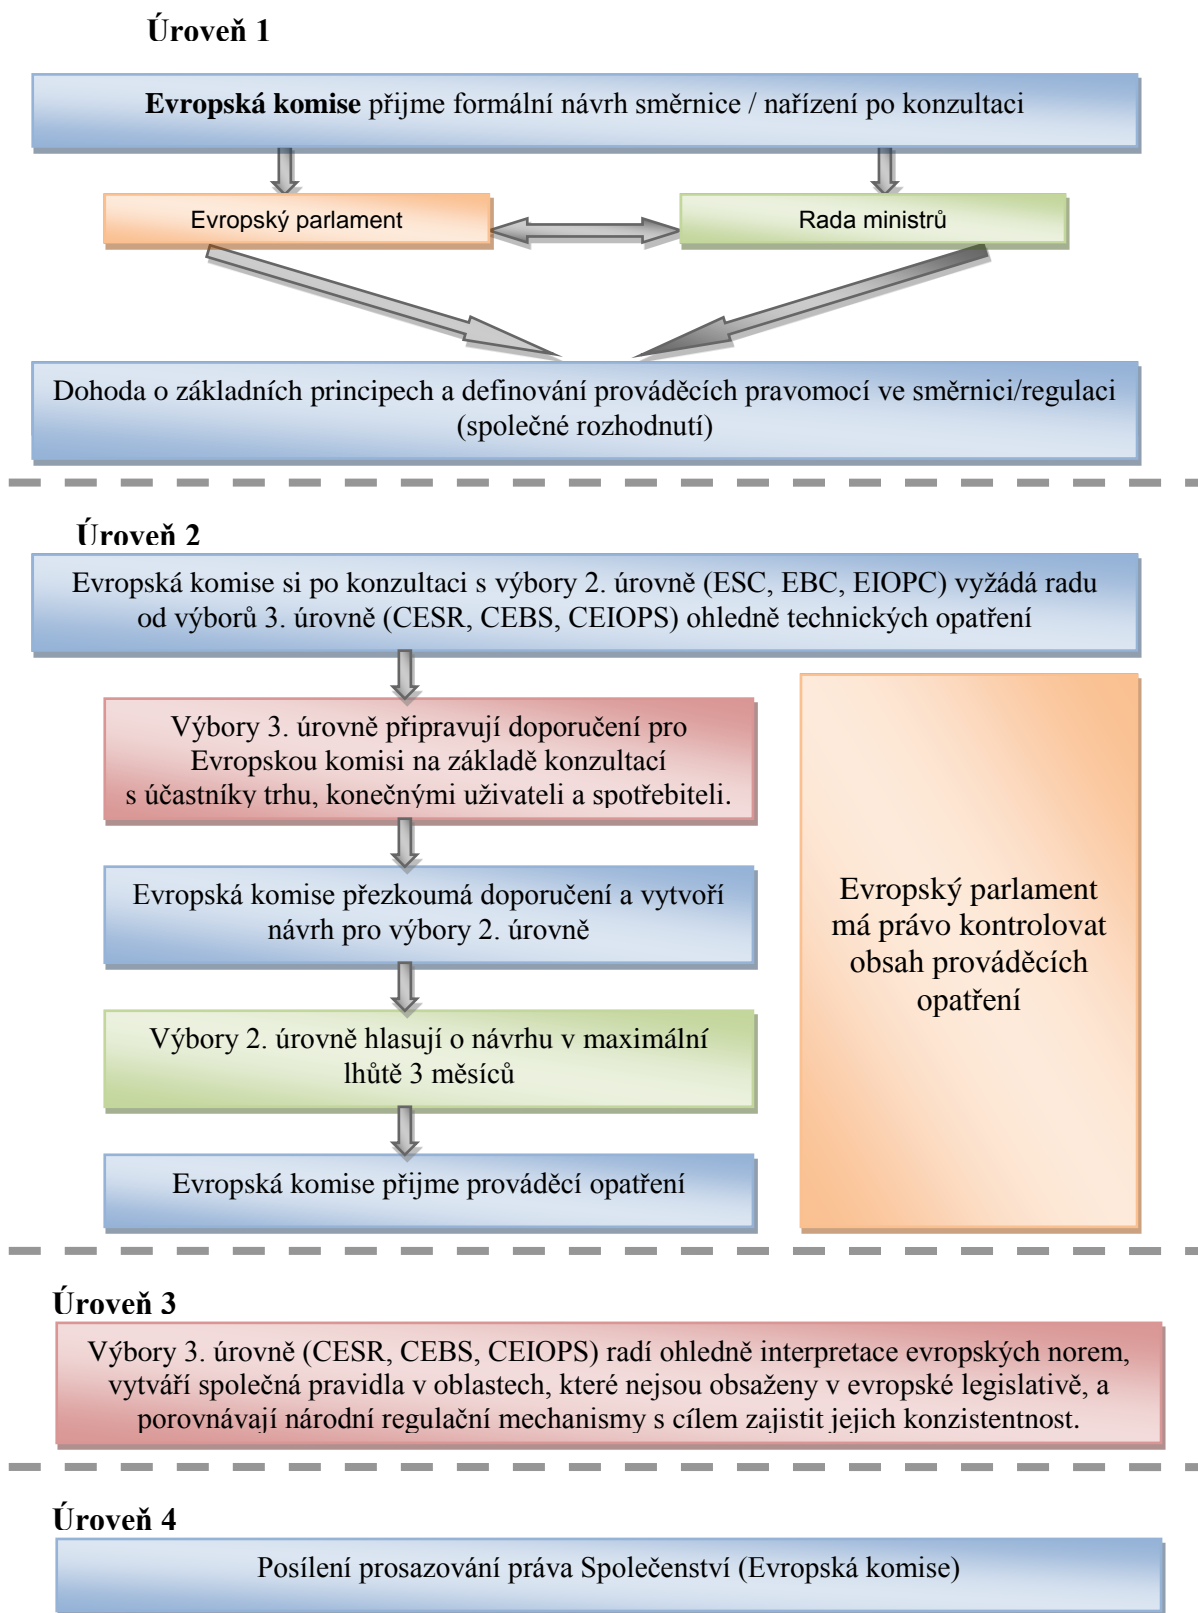 Úroveň 1
Evropská komise přijme formální návrh směrnice / nařízení po konzultaci
Evropský parlament
Rada ministrů
Dohoda o základních principech a definování prováděcích pravomocí ve směrnici/regulaci
(společné rozhodnutí)
Úroveň 2
Evropská komise si po konzultaci s výbory 2. úrovně (ESC, EBC, EIOPC) vyžádá radu
od výborů 3. úrovně (CESR, CEBS, CEIOPS) ohledně technických opatření
Výbory 3. úrovně připravují doporučení pro
Evropskou komisi na základě konzultací
s účastníky trhu, konečnými uživateli a spotřebiteli.
Evropská komise přezkoumá doporučení a vytvoří
návrh pro výbory 2. úrovně
Výbory 2. úrovně hlasují o návrhu v maximální
lhůtě 3 měsíců
Evropská komise přijme prováděcí opatření
Evropský parlament
má právo kontrolovat
obsah prováděcích
opatření
Úroveň 3
Výbory 3. úrovně (CESR, CEBS, CEIOPS) radí ohledně interpretace evropských norem,
vytváří společná pravidla v oblastech, které nejsou obsaženy v evropské legislativě, a
porovnávají národní regulační mechanismy s cílem zajistit jejich konzistentnost.
Úroveň 4
Posílení prosazování práva Společenství (Evropská komise)